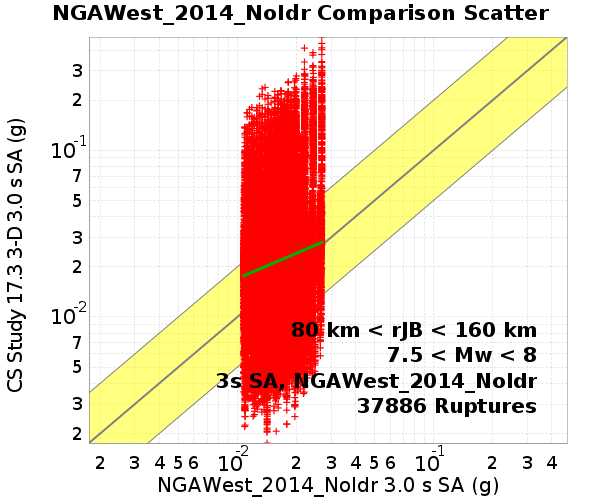 NGAWest_2014_NoIdr Comparison Scatter
CS Study 17.3 3-D 3.0 s SA (g)
3
2
10-1
7
5
3
2
10-2
7
5
3
2
80 km < rJB < 160 km
7.5 < Mw < 8
3s SA, NGAWest_2014_NoIdr
37886 Ruptures
2 3 4 5 6 10-2 2 3 4 5 6 10-1 2 3 4
NGAWest_2014_NoIdr 3.0 s SA (g)